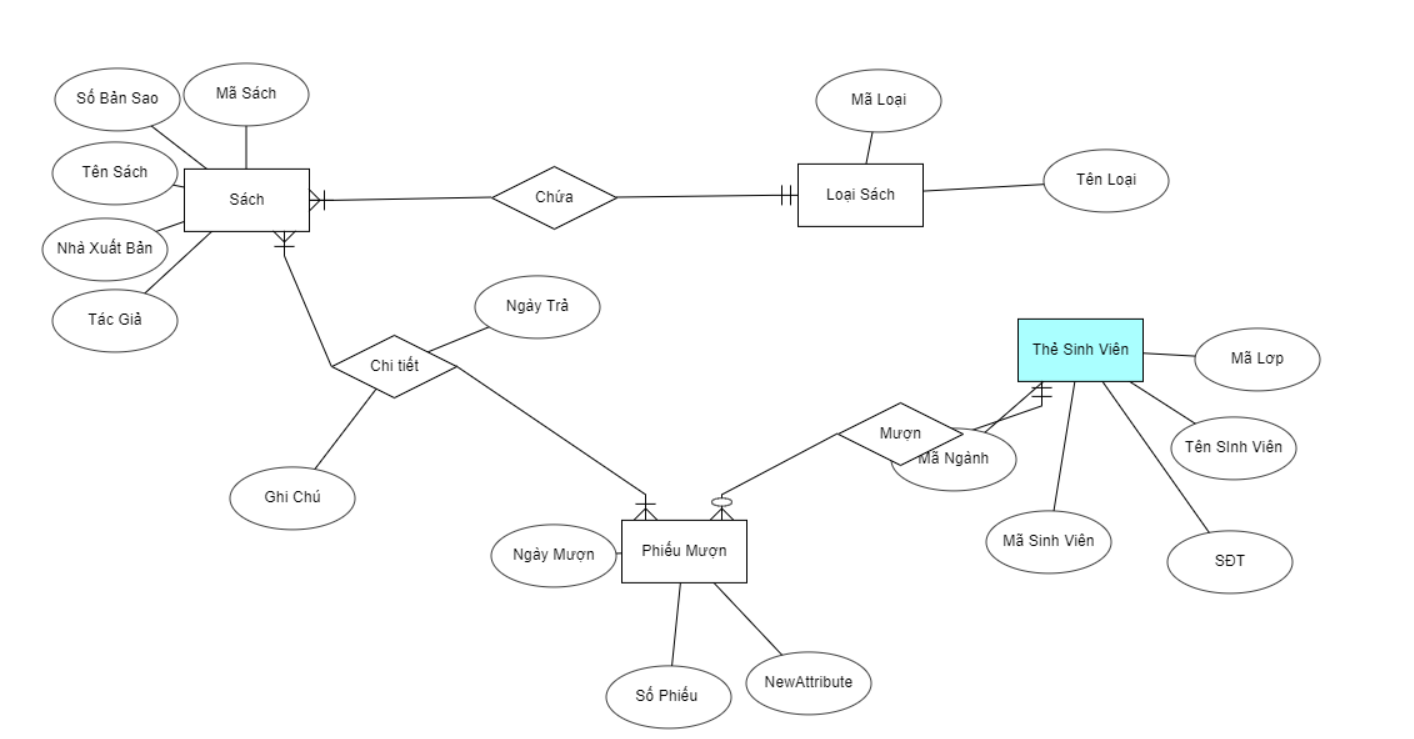 Số Bản Sao
Mã Sách
Mã Loại
Tên Sách
Tên Loại
Sách
Chứa
Loại Sách
Nhà Xuất Bản
Tác Giả
Ngày Trả
Thẻ Sinh Viên
Mã Lơp
Chi tiết
Mượn
Mã Ngành
Tên SInh Viên
Ghi Chú
Ngày Mượn
Phiếu Mượn
Mã Sinh Viên
SĐT
Số Phiếu
NewAttribute